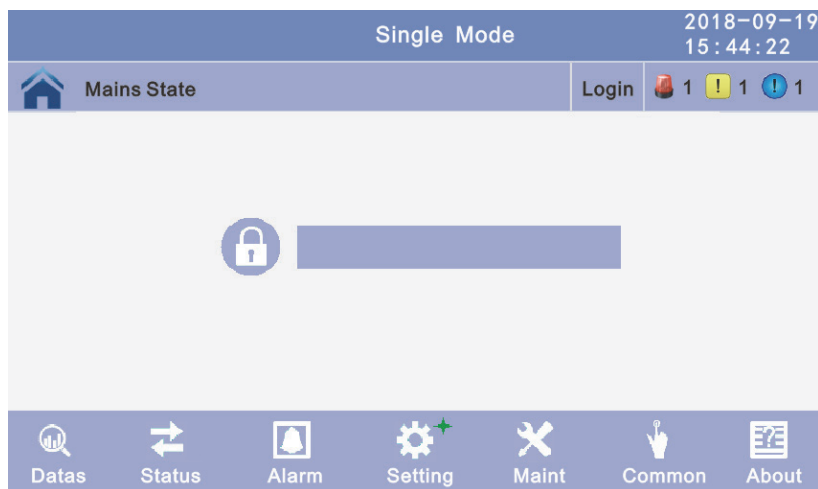 Single Mode
2018-09-19
15:44:22
Mains State
Login
1
! 1
! 1
Datas
Status
Alarm
Setting
Maint
Common
About